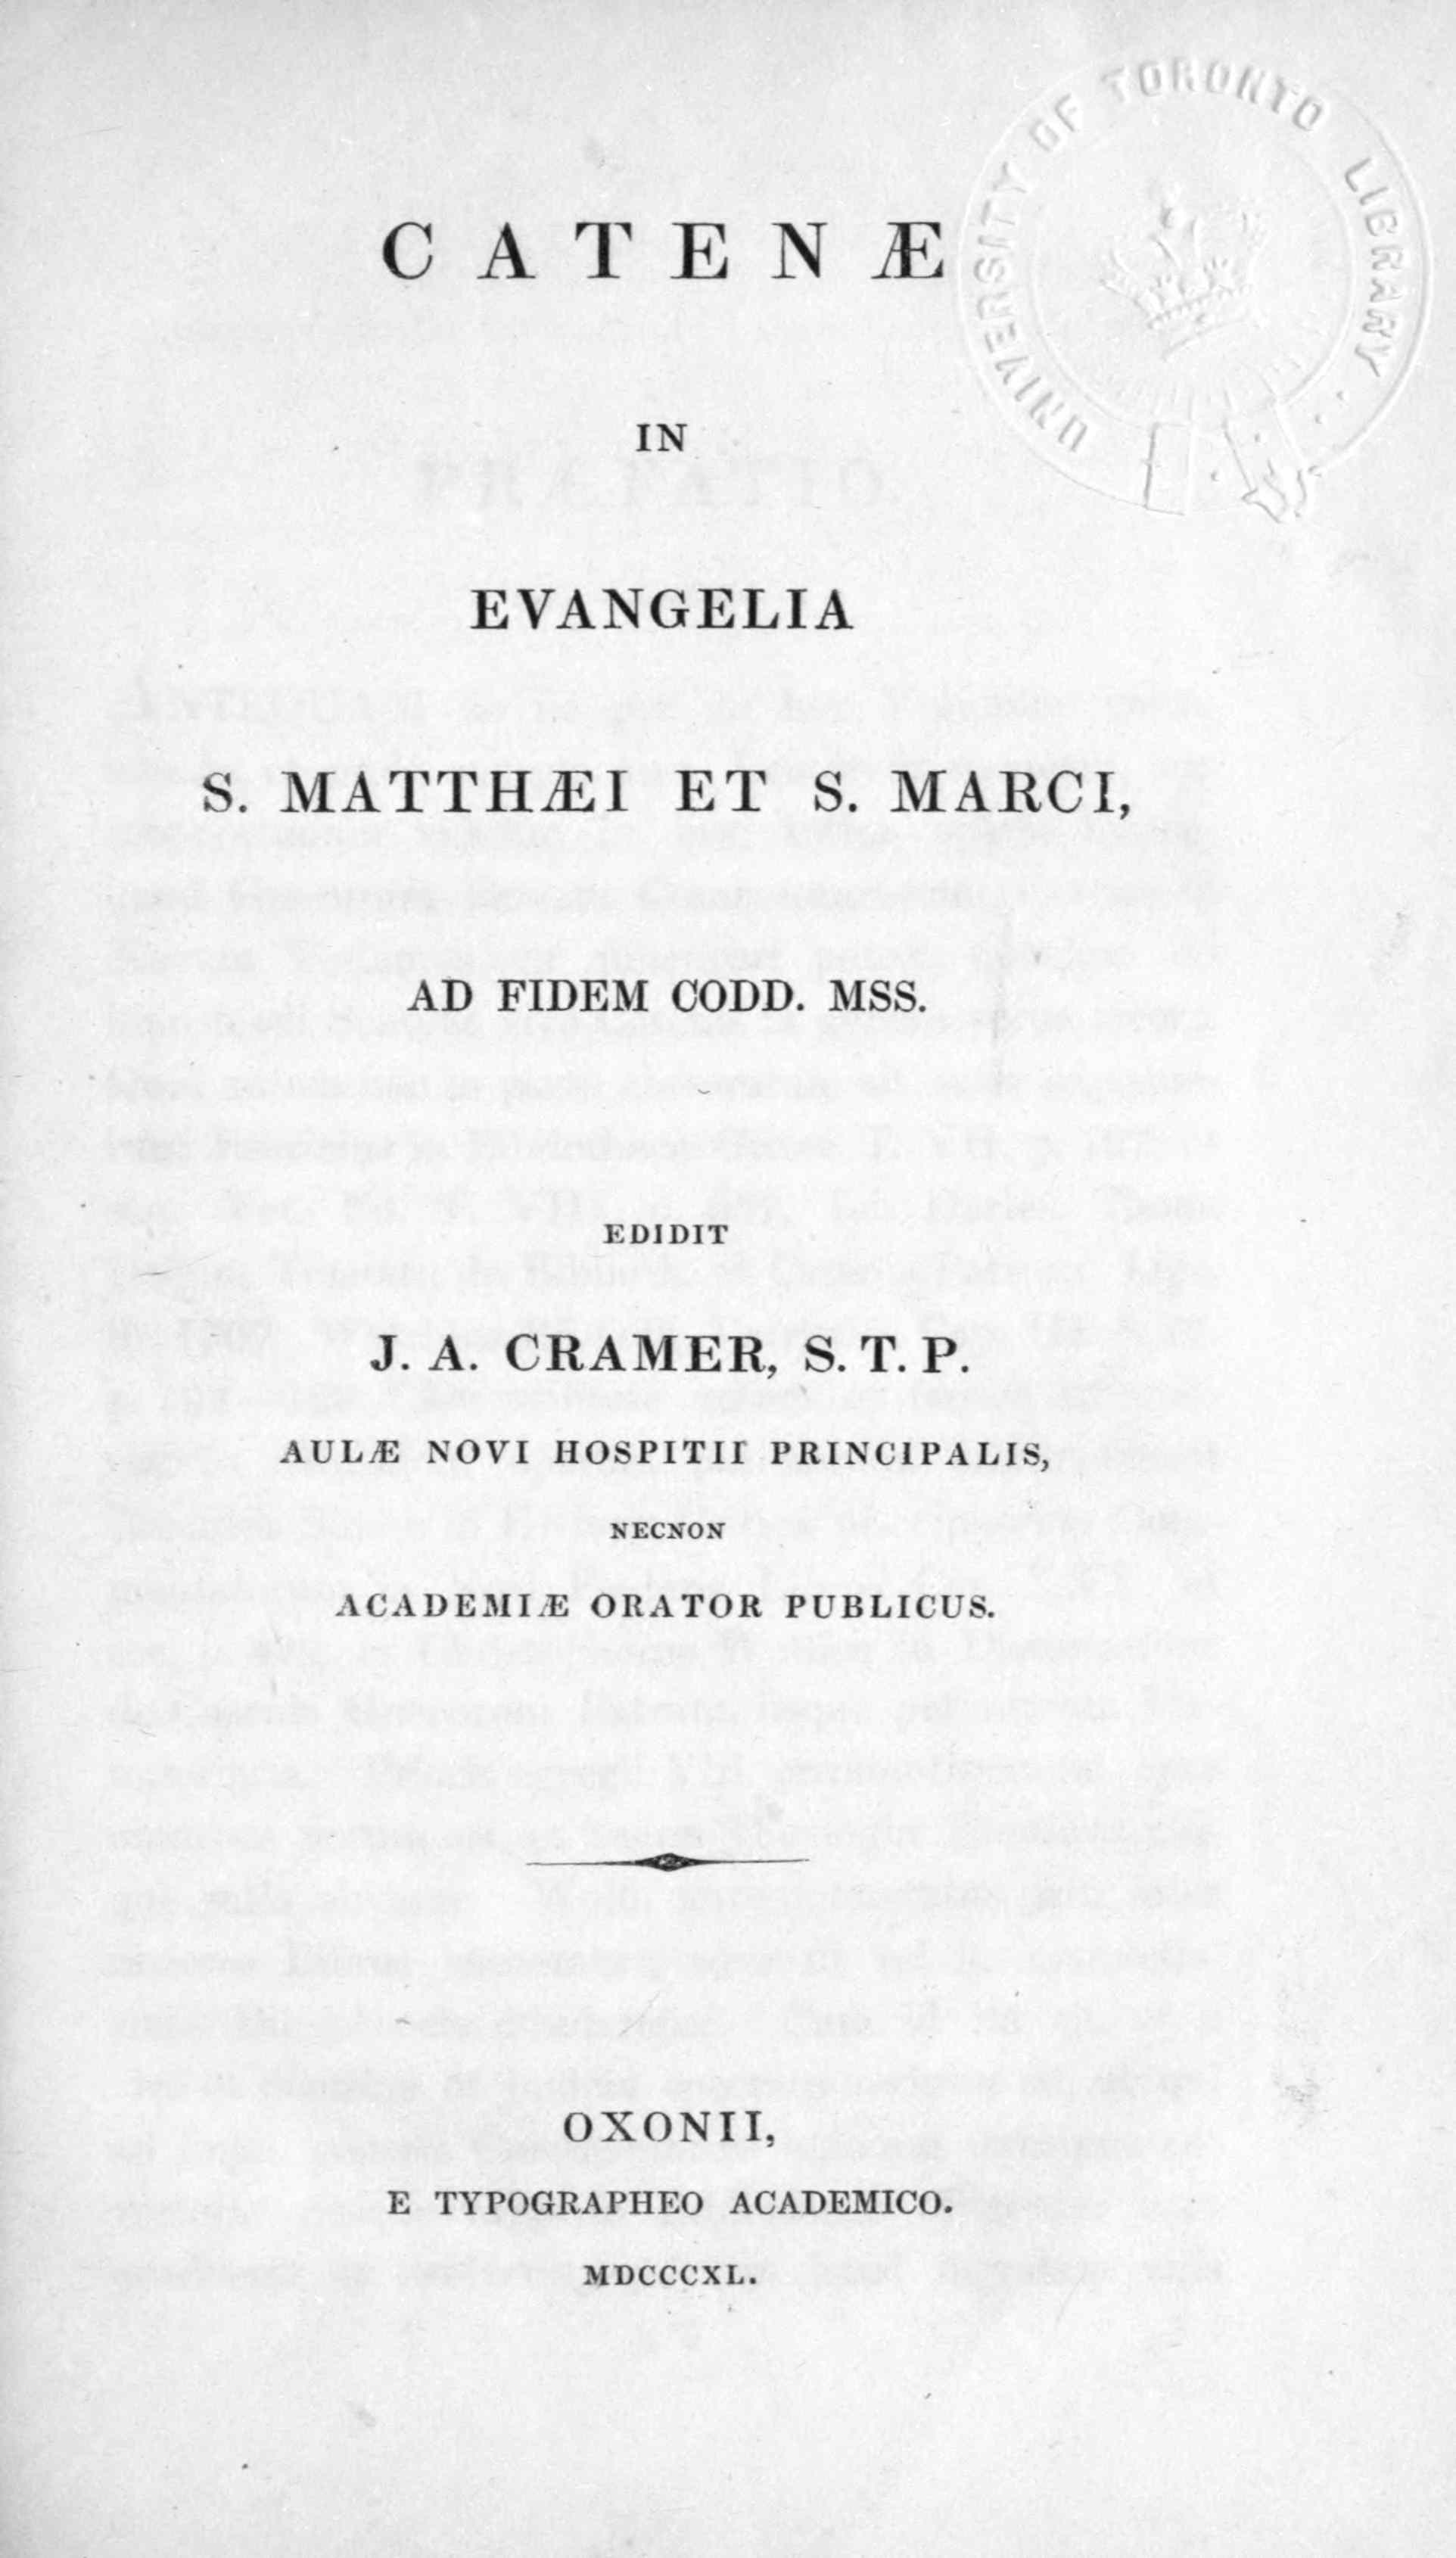 UNIVERSITY OF TORONTO LIBRARY
CATENÆ
IN
EVANGELIA
S. MATTHÆI ET S. MARCI,
AD FIDEM CODD. MSS.
EDIDIT
J. A. CRAMER, S. T. P.
AULÆ NOVI HOSPITII PRINCIPALIS,
NECNON
ACADEMIÆ ORATOR PUBLICUS.
OXONII,
E TYPOGRAPHEO ACADEMICO.
MDCCCXL.